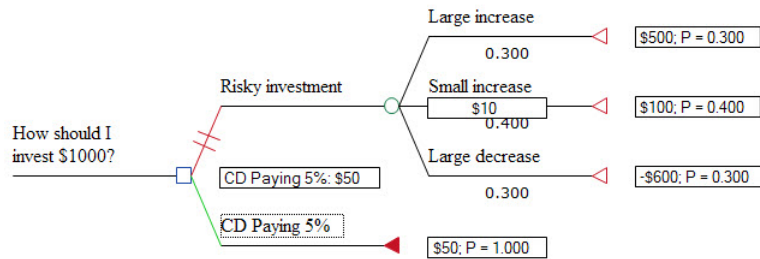 Large increase
0.300
$500; P = 0.300
Risky investment
Small increase
$10
0.400
$100; P = 0.400
How should I
invest $1000?
Large decrease
0.300
-$600; P = 0.300
CD Paying 5%: $50
CD Paying 5%
$50; P = 1.000